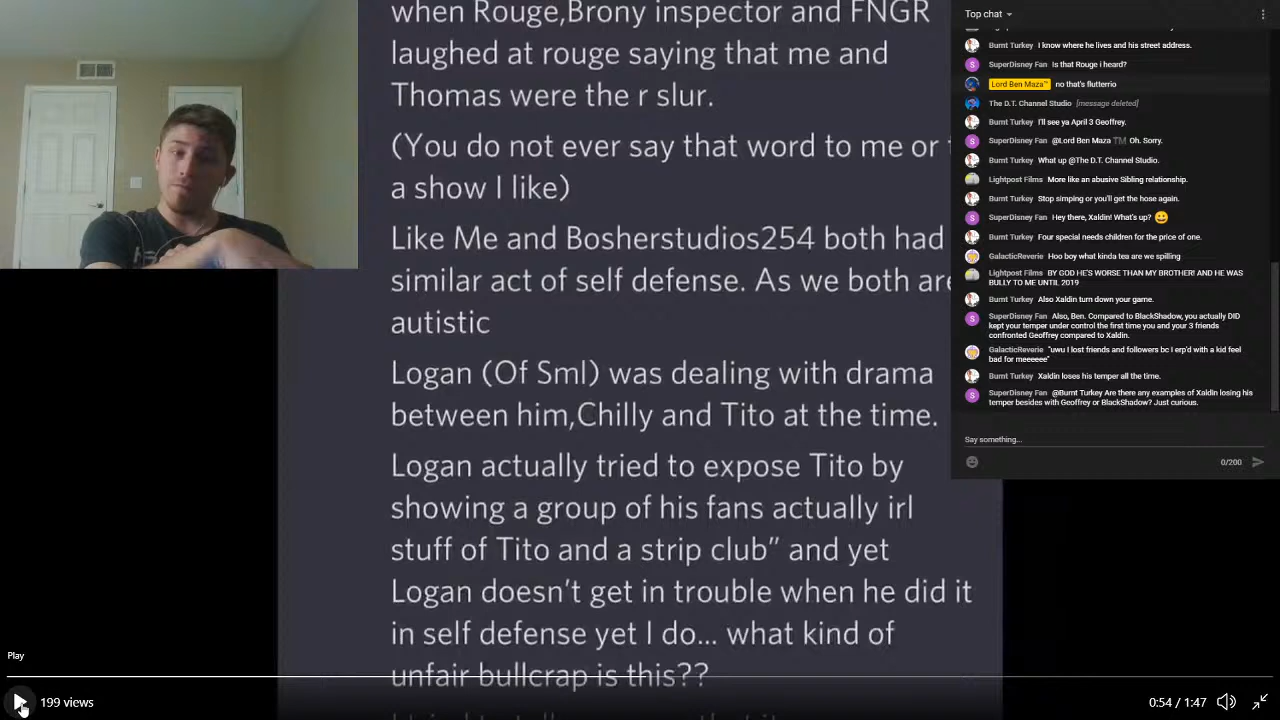 when Rouge,Brony inspector and FNGR
laughed at rouge saying that me and
Thomas were the r slur.
(You do not ever say that word to me or
a show I like)
Like Me and Bosherstudios254 both had
similar act of self defense. As we both are
autistic
Logan (Of Sml) was dealing with drama
between him,Chilly and Tito at the time.
Logan actually tried to expose Tito by
showing a group of his fans actually irl
stuff of Tito and a strip club” and yet
Logan doesn’t get in trouble when he did it
in self defense yet I do... what kind of
unfair bullcrap is this??
Top chat
Burnt Turkey I know where he lives and his street address.
SuperDisney Fan Is that Rouge i heard?
Lord Ben Maza™ no that's flutterrio
The D.T. Channel Studio [message deleted]
Burnt Turkey I'll see ya April 3 Geoffrey.
SuperDisney Fan @Lord Ben Maza ™️ Oh. Sorry.
Burnt Turkey What up @The D.T. Channel Studio.
Lightpost Films More like an abusive Sibling relationship.
Burnt Turkey Stop simping or you'll get the hose again.
SuperDisney Fan Hey there, Xaldin! What's up? 😀
Burnt Turkey Four special needs children for the price of one.
GalacticReverie Hoo boy what kinda tea are we spilling
Lightpost Films BY GOD HE'S WORSE THAN MY BROTHER! AND HE WAS
BULLY TO ME UNTIL 2019
Burnt Turkey Also Xaldin turn down your game.
SuperDisney Fan Also, Ben. Compared to BlackShadow, you actually DID
kept your temper under control the first time you and your 3 friends
confronted Geoffrey compared to Xaldin.
GalacticReverie "uwu I lost friends and followers bc I erp'd with a kid feel
bad for meeeeee"
Burnt Turkey Xaldin loses his temper all the time.
SuperDisney Fan @Burnt Turkey Are there any examples of Xaldin losing his
temper besides with Geoffrey or BlackShadow? Just curious.
Say something...
0/200
Play
199 views
0:54 / 1:47